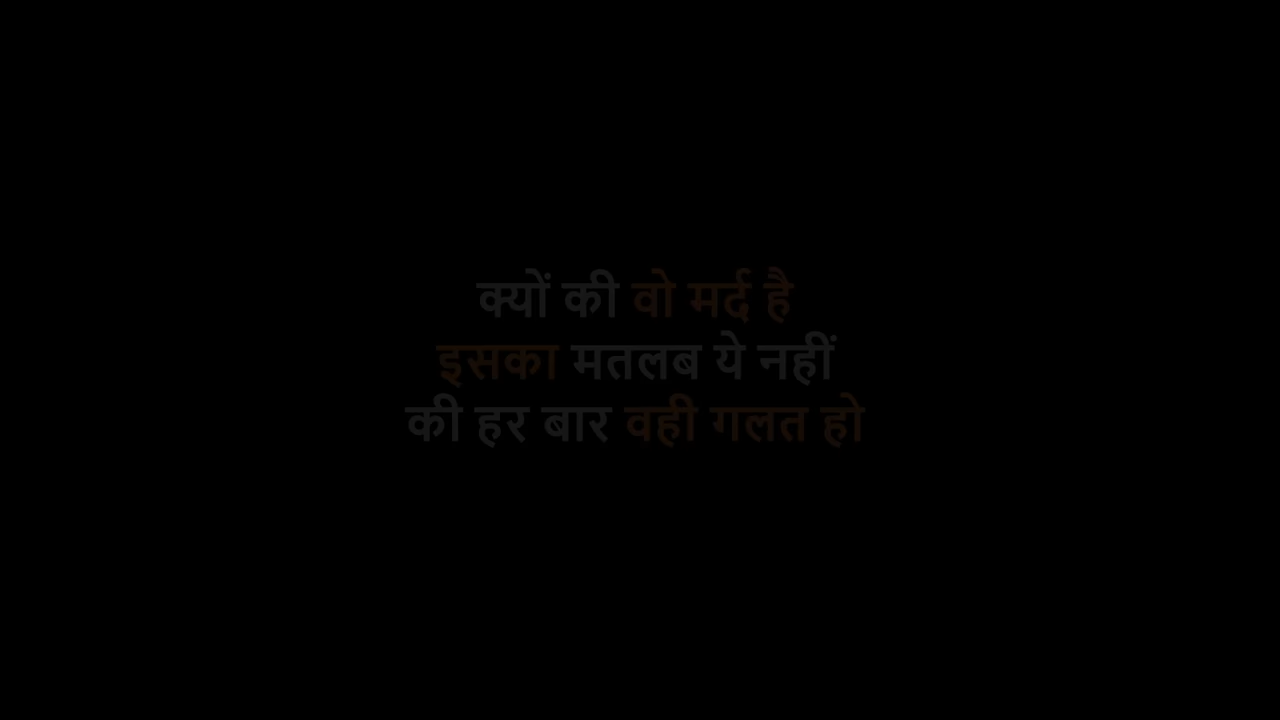 क्यों की वो मर्द है
इसका मतलब ये नहीं
की हर बार वही गलत हो